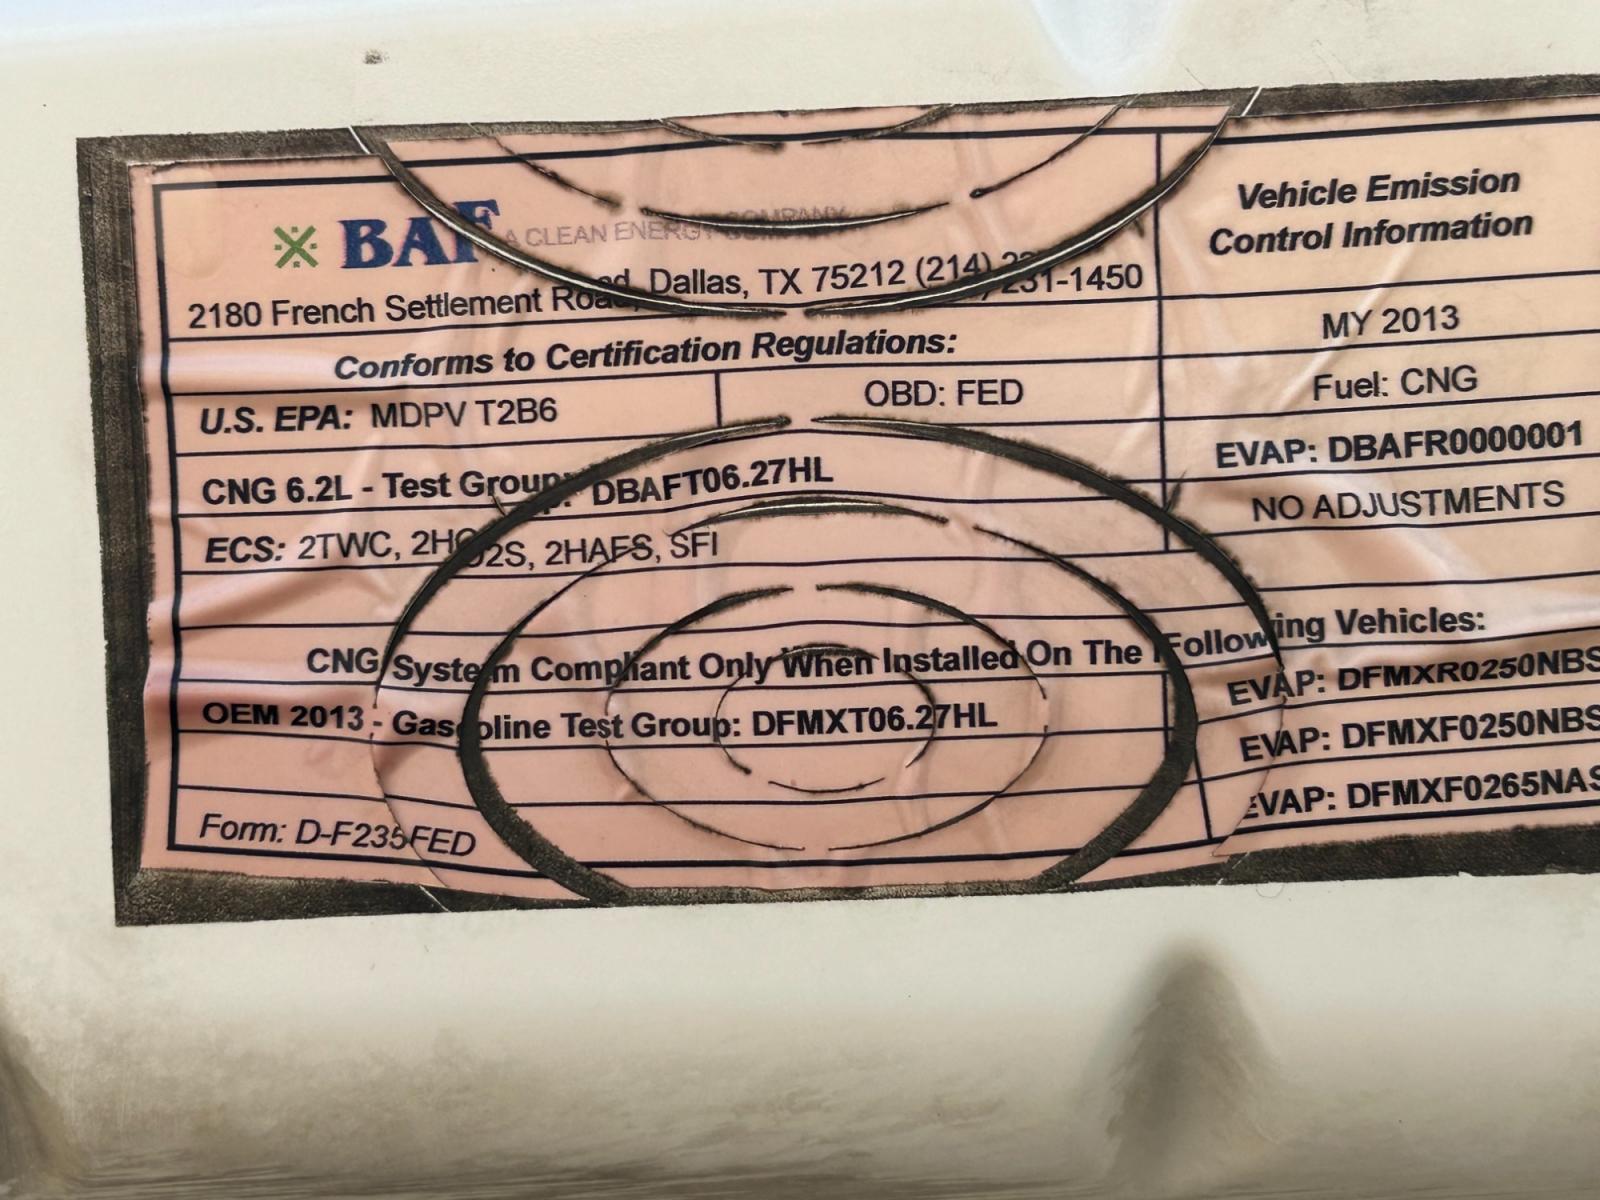 BAF A CLEAN ENERGY COMPANY
2180 French Settlement Road, Dallas, TX 75212 (214) 231-1450
Vehicle Emission
Control Information
Conforms to Certification Regulations:
MY 2013
U.S. EPA: MDPV T2B6
OBD: FED
Fuel: CNG
CNG 6.2L - Test Group: DBAFT06.27HL
EVAP: DBAFR0000001
ECS: 2TWC, 2HO2S, 2HAFS, SFI
NO ADJUSTMENTS
CNG System Compliant Only When Installed On The Following Vehicles:
OEM 2013 - Gasoline Test Group: DFMXT06.27HL
EVAP: DFMXR0250NBS
EVAP: DFMXF0250NBS
EVAP: DFMXF0265NAS
Form: D-F235FED